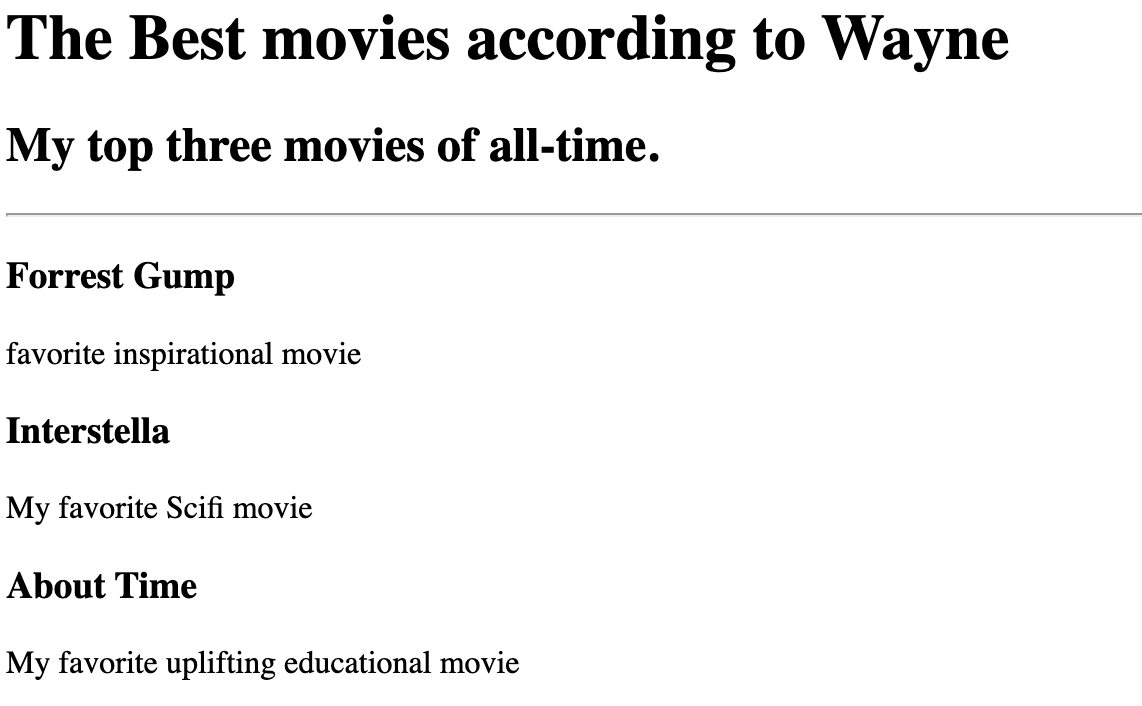 The Best movies according to Wayne
My top three movies of all-time.
Forrest Gump
favorite inspirational movie
Interstella
My favorite Scifi movie
About Time
My favorite uplifting educational movie